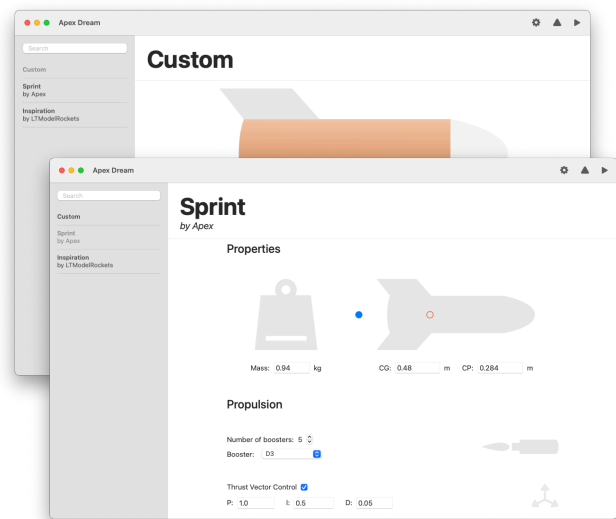 Apex Dream
Search
Custom
Sprint
by Apex
Inspiration
by LTModelRockets
Custom
Apex Dream
Search
Custom
Sprint
by Apex
Inspiration
by LTModelRockets
Sprint
by Apex
Properties
Mass: 0.94 kg CG: 0.48 m CP: 0.284 m
Propulsion
Number of boosters: 5
Booster: D3
Thrust Vector Control
P: 1.0 I: 0.5 D: 0.05